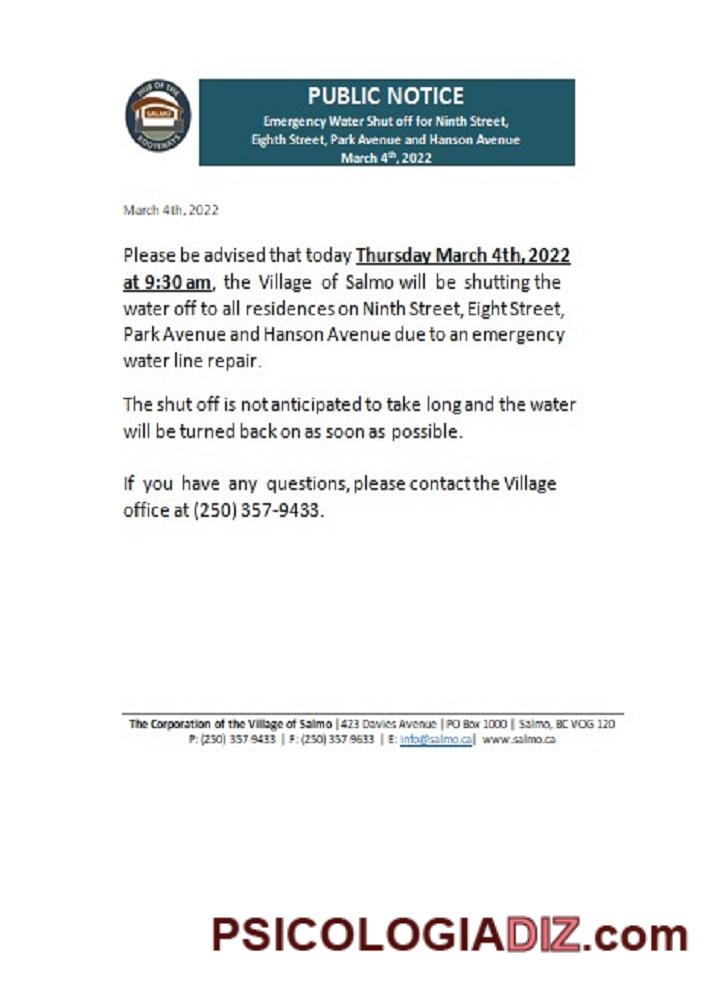 HUB OF THE
SALMO
KOOTENAYS
PUBLIC NOTICE
Emergency Water Shut off for Ninth Street,
Eighth Street, Park Avenue and Hanson Avenue
March 4th, 2022
March 4th, 2022
Please be advised that today Thursday March 4th, 2022
at 9:30 am, the Village of Salmo will be shutting the
water off to all residences on Ninth Street, Eight Street,
Park Avenue and Hanson Avenue due to an emergency
water line repair.
The shut off is not anticipated to take long and the water
will be turned back on as soon as possible.
If you have any questions, please contact the Village
office at (250) 357-9433.
The Corporation of the Village of Salmo | 423 Davies Avenue | PO Box 1000 | Salmo, BC V0G 1Z0
P: (250) 357 9433 | F: (250) 357 9633 | E: info@salmo.ca| www.salmo.ca
PSICOLOGIADIZ.com